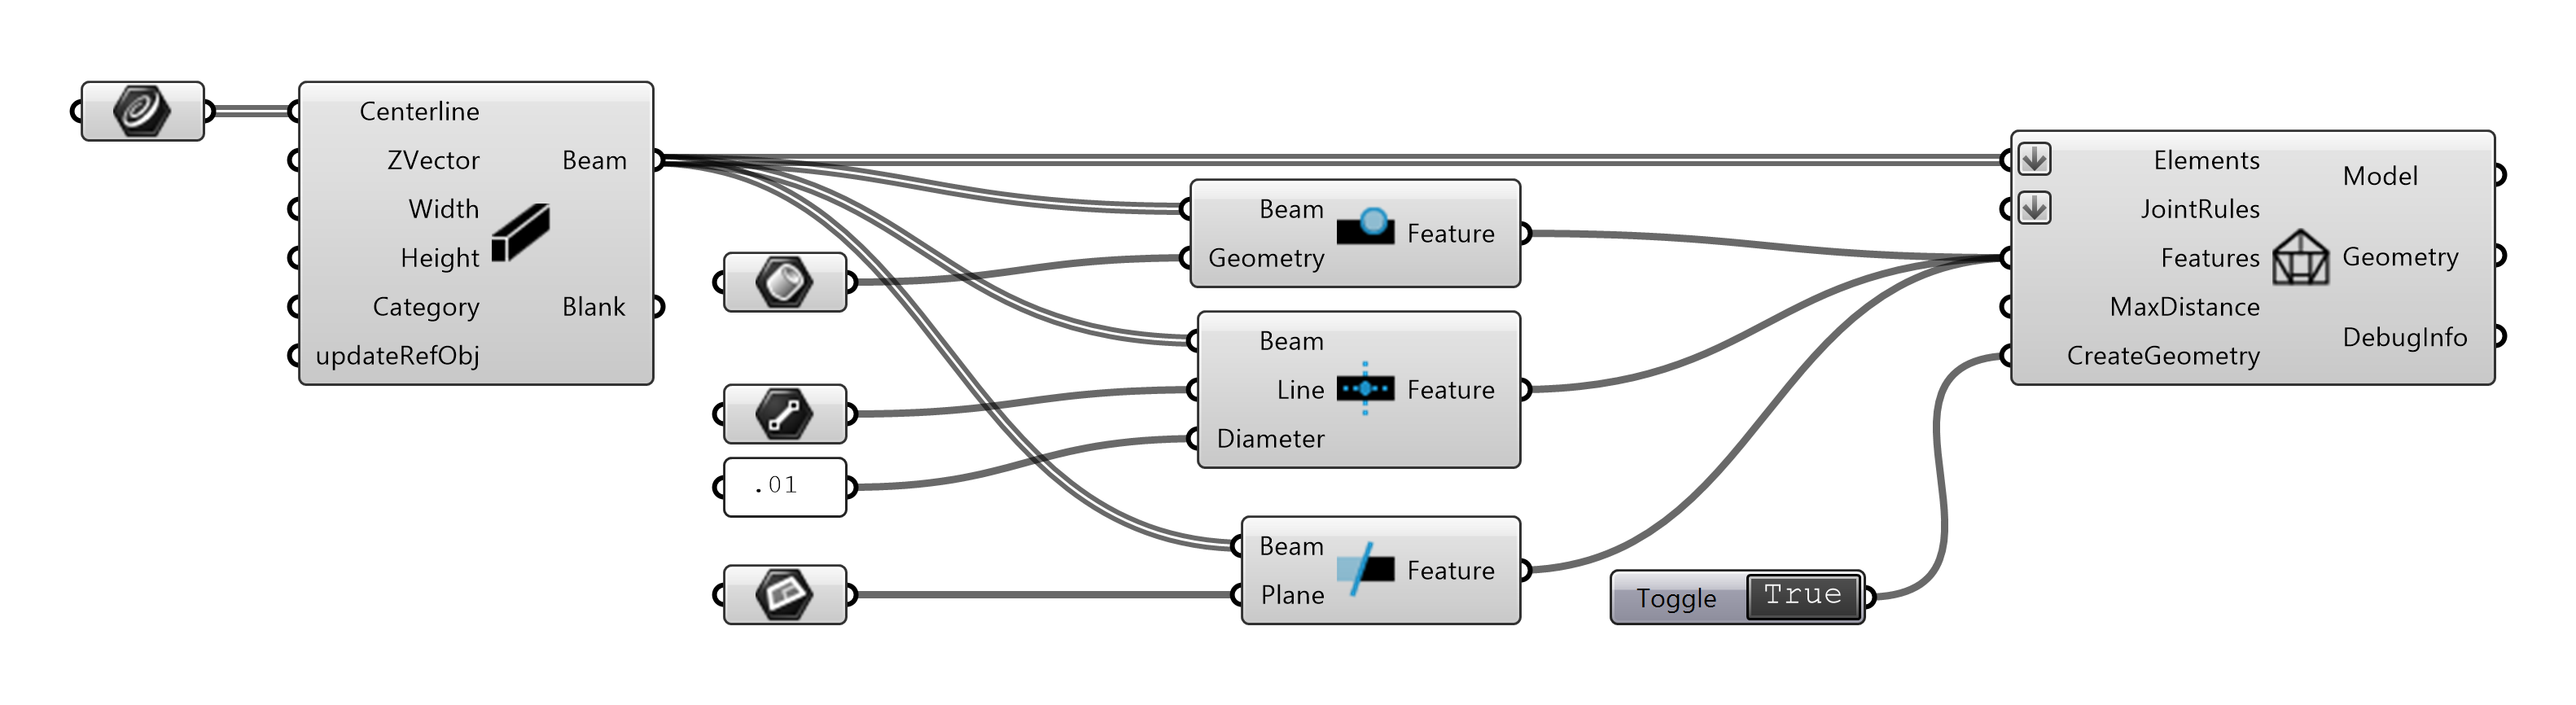 Centerline
ZVector
Width
Height
Category
updateRefObj
Beam
Blank
Beam
Geometry
Feature
Beam
Line
Diameter
Feature
.01
Beam
Plane
Feature
Toggle
True
Elements
JointRules
Features
MaxDistance
CreateGeometry
Model
Geometry
DebugInfo